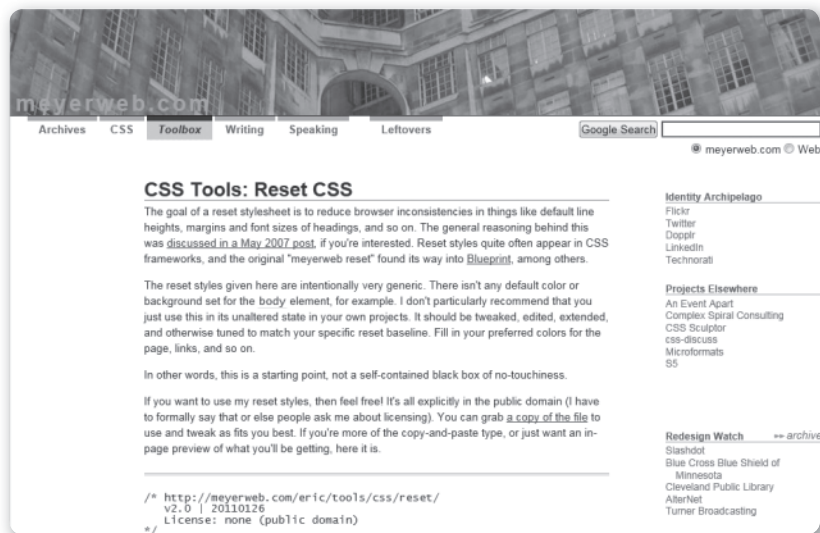 meyerweb.com
Archives CSS Toolbox Writing Speaking Leftovers
Google Search
meyerweb.com Web
CSS Tools: Reset CSS
The goal of a reset stylesheet is to reduce browser inconsistencies in things like default line
heights, margins and font sizes of headings, and so on. The general reasoning behind this
was discussed in a May 2007 post, if you're interested. Reset styles quite often appear in CSS
frameworks, and the original "meyerweb reset" found its way into Blueprint, among others.
The reset styles given here are intentionally very generic. There isn't any default color or
background set for the body element, for example. I don't particularly recommend that you
just use this in its unaltered state in your own projects. It should be tweaked, edited, extended,
and otherwise tuned to match your specific reset baseline. Fill in your preferred colors for the
page, links, and so on.
In other words, this is a starting point, not a self-contained black box of no-touchiness.
If you want to use my reset styles, then feel free! It's all explicitly in the public domain (I have
to formally say that or else people ask me about licensing). You can grab a copy of the file to
use and tweak as fits you best. If you're more of the copy-and-paste type, or just want an in-
page preview of what you'll be getting, here it is.
/* http://meyerweb.com/eric/tools/css/reset/
v2.0 | 20110126
License: none (public domain)
*/
Identity Archipelago
Flickr
Twitter
Dopplr
LinkedIn
Technorati
Projects Elsewhere
An Event Apart
Complex Spiral Consulting
CSS Sculptor
css-discuss
Microformats
S5
Redesign Watch archive
Slashdot
Blue Cross Blue Shield of
Minnesota
Cleveland Public Library
AlterNet
Turner Broadcasting